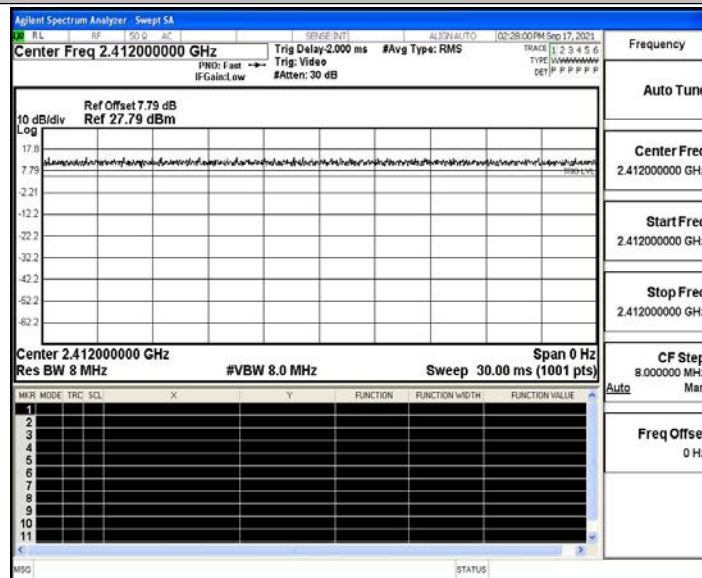 Agilent Spectrum Analyzer - Swept SA
RL RF 50 Ω AC SENSE:INT ALIGN AUTO 02:28:00 PM Sep 17, 2021
Center Freq 2.412000000 GHz
PNO: Fast
IFGain:Low
Trig Delay-2.000 ms
Trig: Video
#Atten: 30 dB
#Avg Type: RMS
TRACE 1 2 3 4 5 6
TYPE WWWWWW
DET P P P P P P
Ref Offset 7.79 dB
10 dB/div Ref 27.79 dBm
Log
17.8
7.79
TRIG LVL
-2.21
-12.2
-22.2
-32.2
-42.2
-52.2
-62.2
Center 2.412000000 GHz Span 0 Hz
Res BW 8 MHz #VBW 8.0 MHz Sweep 30.00 ms (1001 pts)
MKR MODE TRC SCL X Y FUNCTION FUNCTION WIDTH FUNCTION VALUE
1
2
3
4
5
6
7
8
9
10
11
MSG STATUS
Frequency
Auto Tune
Center Freq
2.412000000 GHz
Start Freq
2.412000000 GHz
Stop Freq
2.412000000 GHz
CF Step
8.000000 MHz
Auto Man
Freq Offset
0 Hz